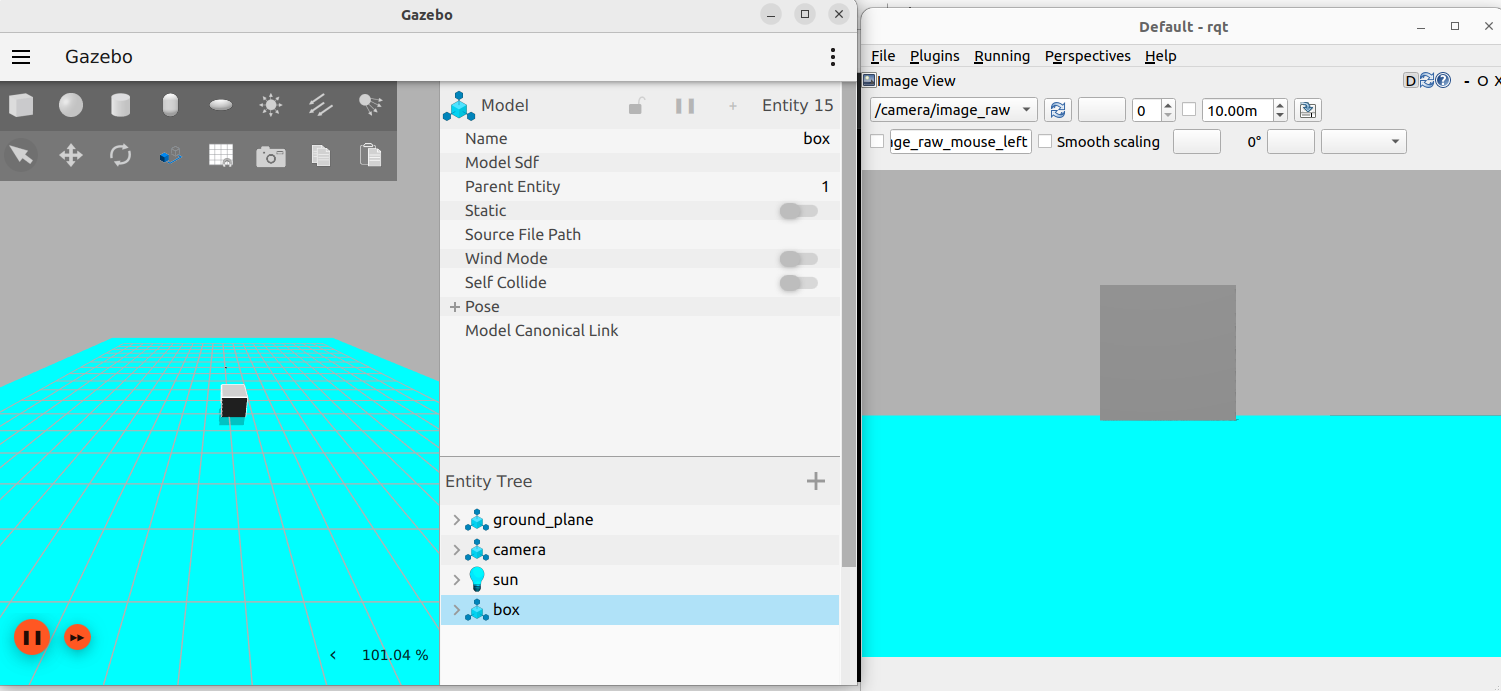 Gazebo
Gazebo
Model
Entity 15
Name
box
Model Sdf
Parent Entity
1
Static
Source File Path
Wind Mode
Self Collide
Pose
Model Canonical Link
Entity Tree
ground_plane
camera
sun
box
101.04 %
Default - rqt
File Plugins Running Perspectives Help
Image View
D
- O X
/camera/image_raw
0
10.00m
ge_raw_mouse_left
Smooth scaling
0°